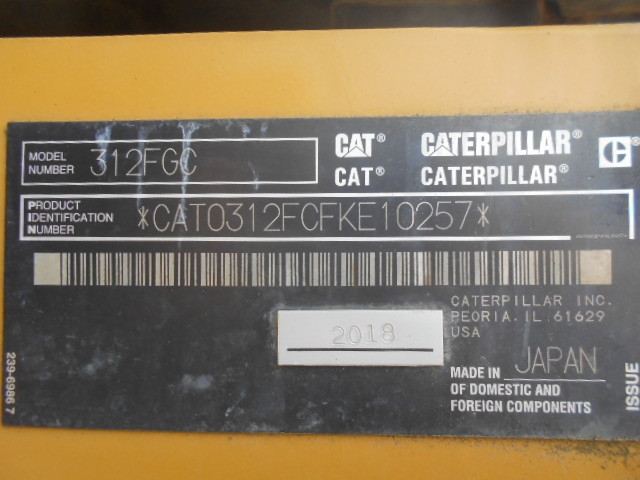 MODEL NUMBER 312FGC
CAT® CATERPILLAR®
CAT® CATERPILLAR®
C®
PRODUCT IDENTIFICATION NUMBER *CAT0312FCFKE10257*
CATERPILLAR INC.
PEORIA. IL. 61629
USA
2018
MADE IN JAPAN
OF DOMESTIC AND
FOREIGN COMPONENTS
239-6986 7
ISSUE